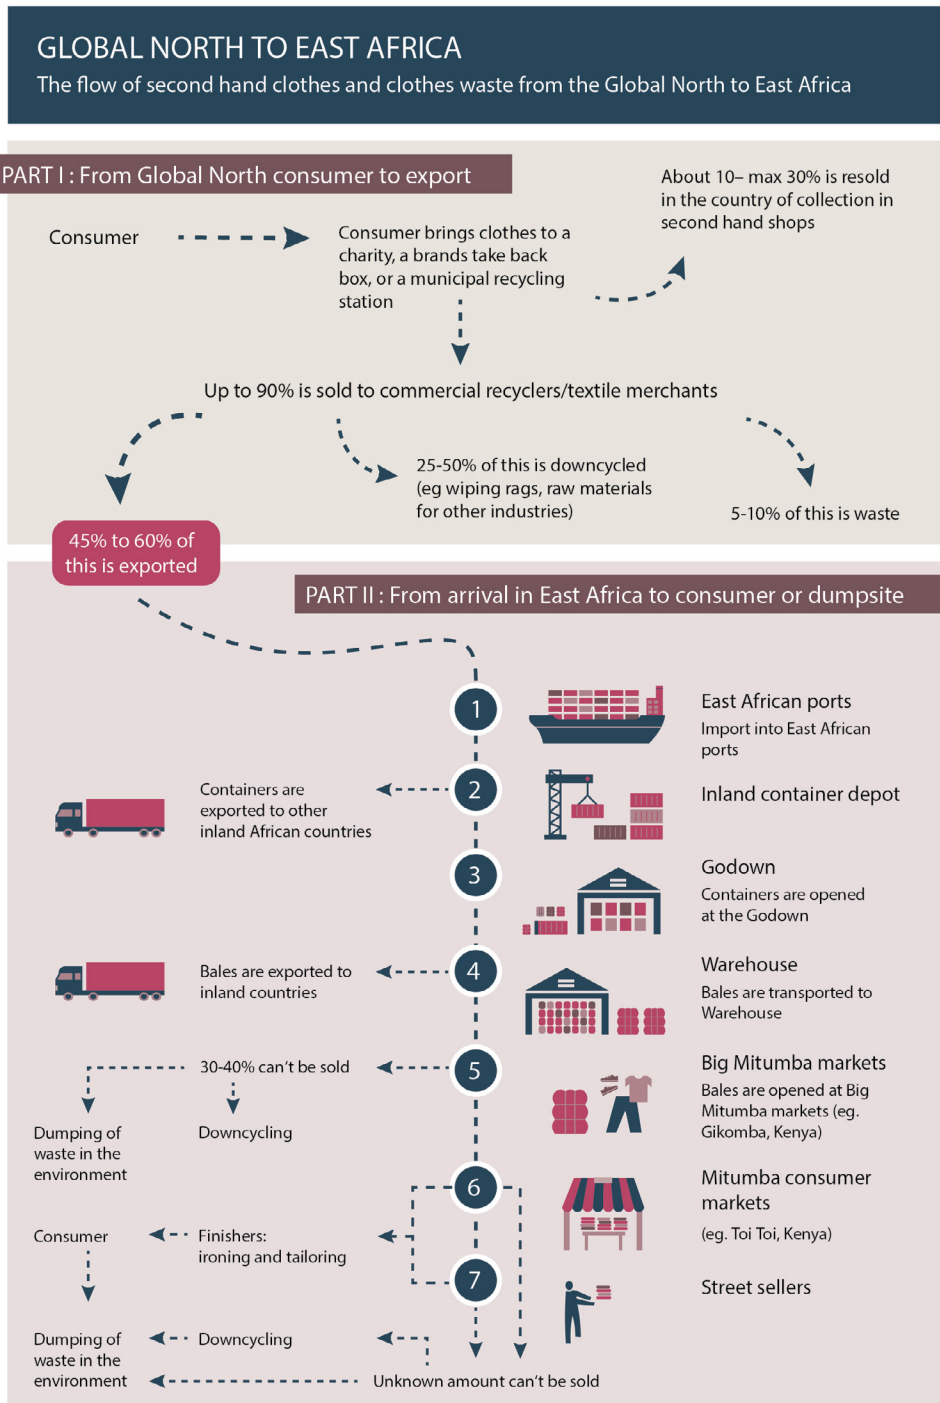 GLOBAL NORTH TO EAST AFRICA
The flow of second hand clothes and clothes waste from the Global North to East Africa
PART I : From Global North consumer to export
Consumer
Consumer brings clothes to a
charity, a brands take back
box, or a municipal recycling
station
About 10– max 30% is resold
in the country of collection in
second hand shops
Up to 90% is sold to commercial recyclers/textile merchants
25-50% of this is downcycled
(eg wiping rags, raw materials
for other industries)
5-10% of this is waste
45% to 60% of
this is exported
PART II : From arrival in East Africa to consumer or dumpsite
1
East African ports
Import into East African
ports
Containers are
exported to other
inland African countries
2
Inland container depot
3
Godown
Containers are opened
at the Godown
Bales are exported to
inland countries
4
Warehouse
Bales are transported to
Warehouse
30-40% can’t be sold
5
Big Mitumba markets
Bales are opened at Big
Mitumba markets (eg.
Gikomba, Kenya)
Dumping of
waste in the
environment
Downcycling
6
Mitumba consumer
markets
(eg. Toi Toi, Kenya)
Consumer
Finishers:
ironing and tailoring
7
Street sellers
Dumping of
waste in the
environment
Downcycling
Unknown amount can’t be sold